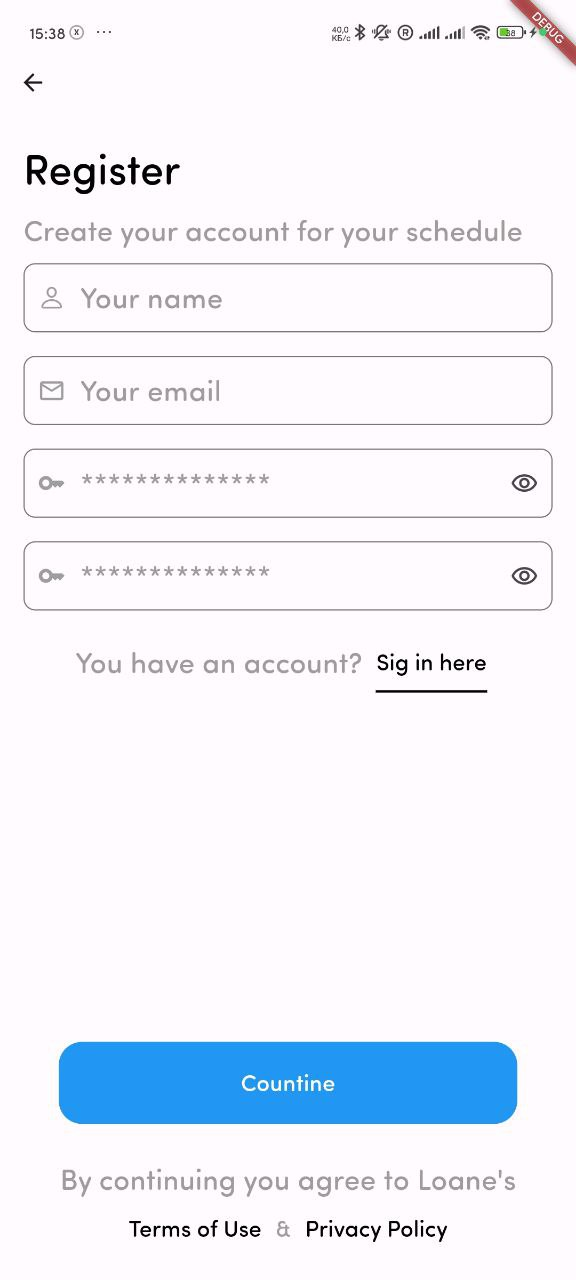 15:38 ···
40,0
КБ/с R 38
DEBUG
Register
Create your account for your schedule
Your name
Your email
**************
**************
You have an account? Sig in here
Countine
By continuing you agree to Loane's
Terms of Use & Privacy Policy